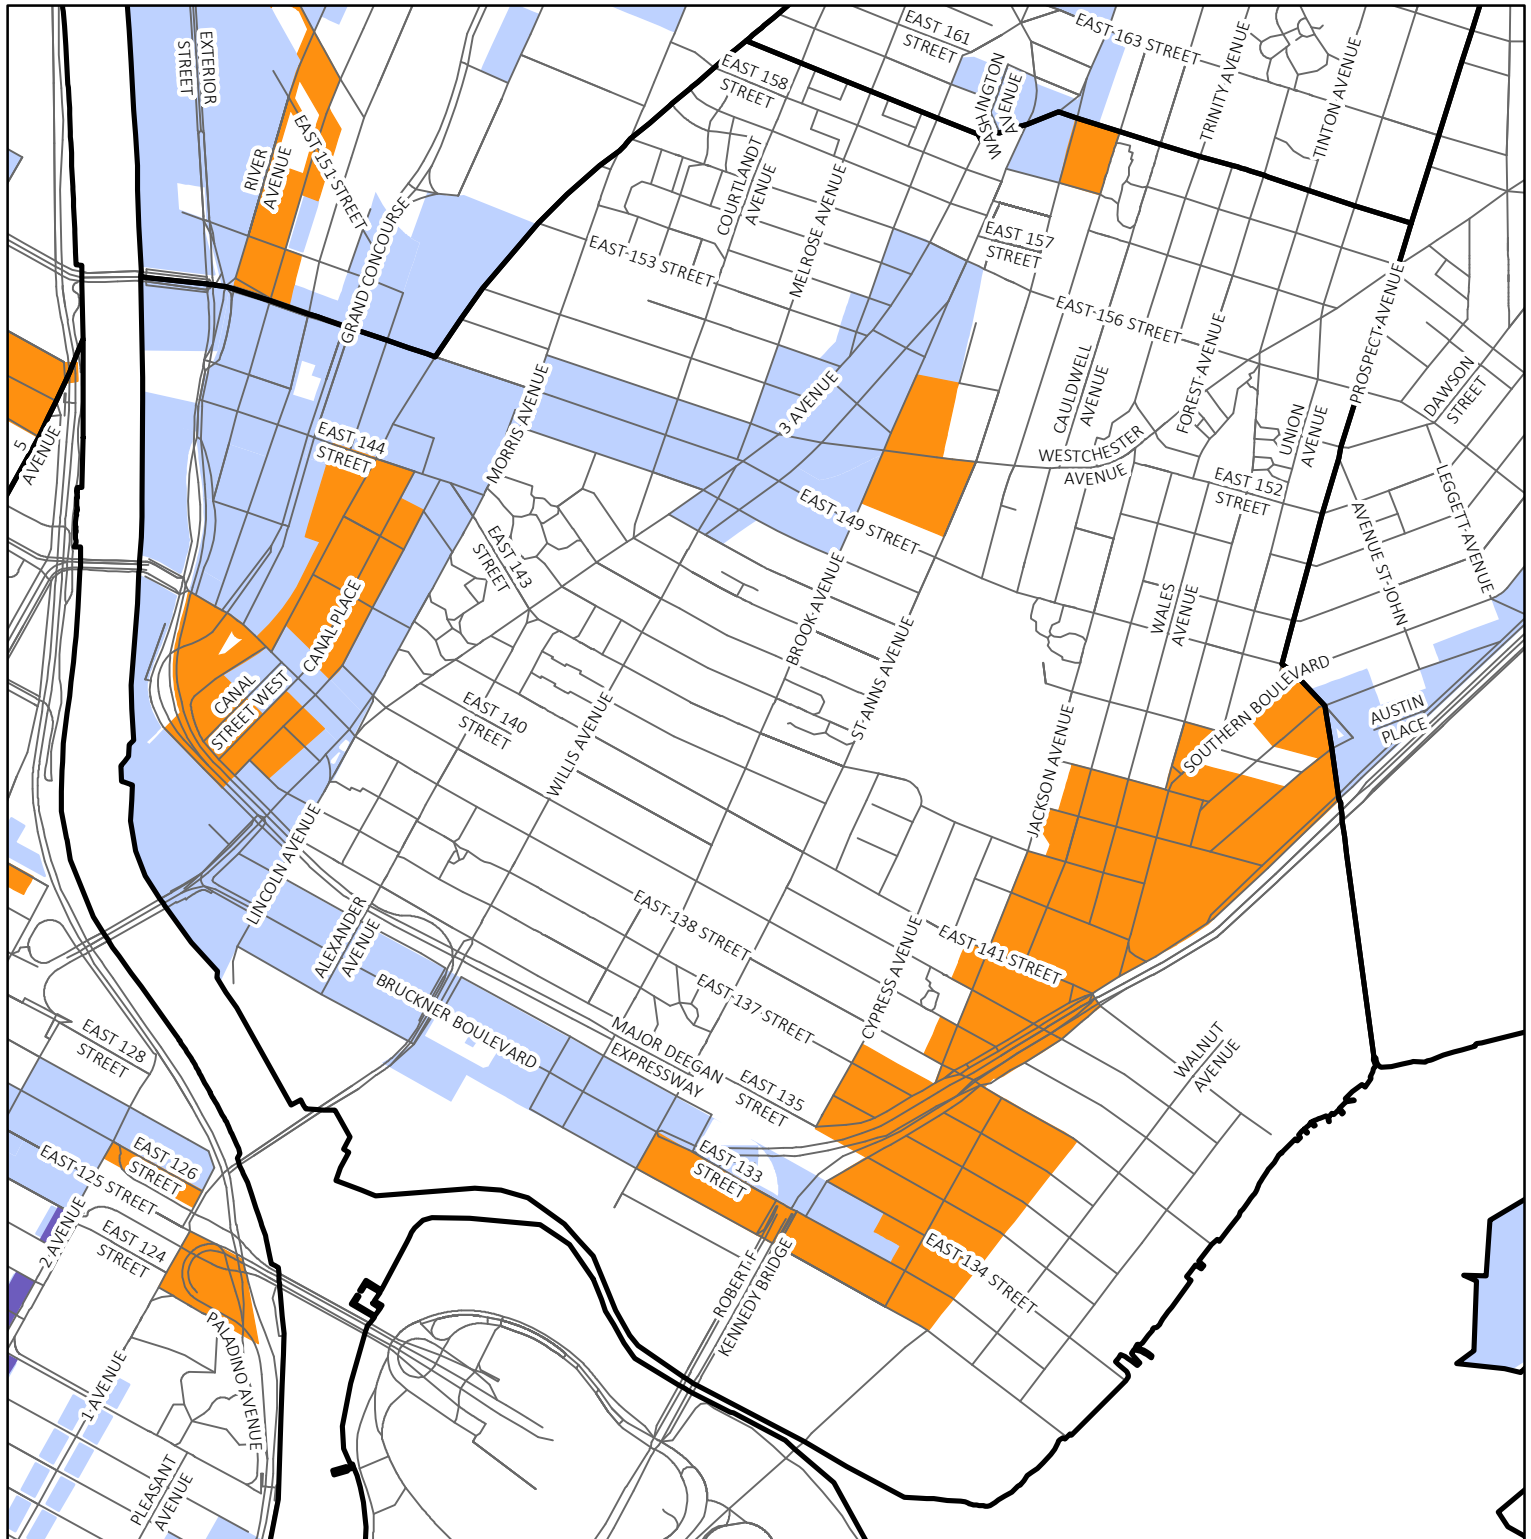 EAST 161
STREET
EAST 163 STREET
EXTERIOR
STREET
EAST 158
STREET
WASHINGTON
AVENUE
TRINITY AVENUE
TINTON AVENUE
EAST 151 STREET
RIVER
AVENUE
COURTLANDT
AVENUE
MELROSE AVENUE
GRAND CONCOURSE
EAST 153 STREET
EAST 157
STREET
EAST 156 STREET
PROSPECT AVENUE
FOREST AVENUE
CAULDWELL
AVENUE
DAWSON
STREET
MORRIS AVENUE
3 AVENUE
EAST 144
STREET
5
AVENUE
WESTCHESTER
AVENUE
UNION
AVENUE
EAST 152
STREET
LEGGETT AVENUE
AVENUE ST JOHN
EAST 149 STREET
EAST 143
STREET
CANAL PLACE
BROOK AVENUE
ST ANNS AVENUE
WALES
AVENUE
CANAL
STREET WEST
EAST 140
STREET
WILLIS AVENUE
SOUTHERN BOULEVARD
AUSTIN
PLACE
JACKSON AVENUE
LINCOLN AVENUE
ALEXANDER
AVENUE
EAST 138 STREET
CYPRESS AVENUE
EAST 141 STREET
BRUCKNER BOULEVARD
EAST 137 STREET
MAJOR DEEGAN
EXPRESSWAY
EAST 128
STREET
EAST 135
STREET
WALNUT
AVENUE
EAST 126
STREET
EAST 125 STREET
EAST 133
STREET
2 AVENUE
EAST 124
STREET
ROBERT F
KENNEDY BRIDGE
EAST 134 STREET
PALADINO AVENUE
1 AVENUE
PLEASANT
AVENUE